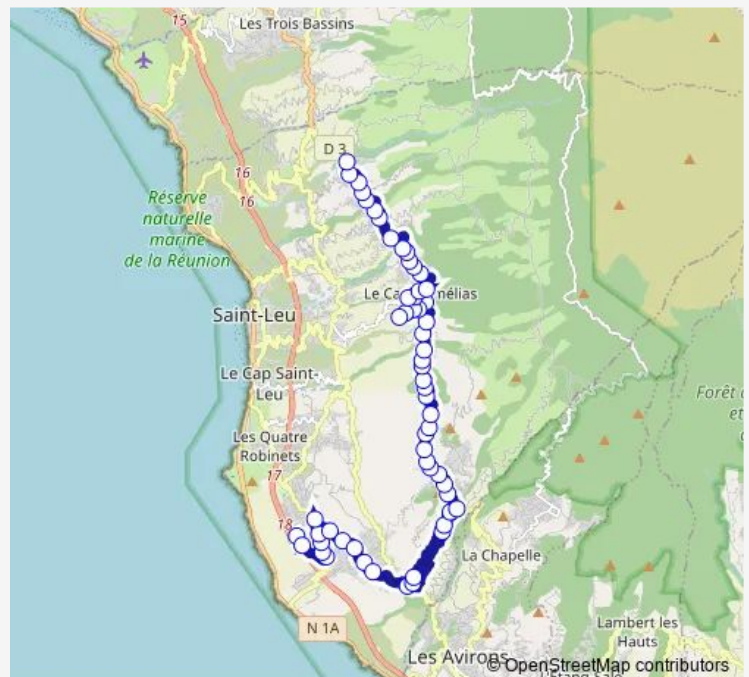 15
Les Trois Bassins
D 3
16
16
Réserve
naturelle
marine
de la Réunion
Saint-Leu
Le Cap Saint-
Leu
Les Quatre
Robinets
17
18
La Chapelle
N 1A
Lambert les
Hauts
Les Avirons
© OpenStreetMap contributors